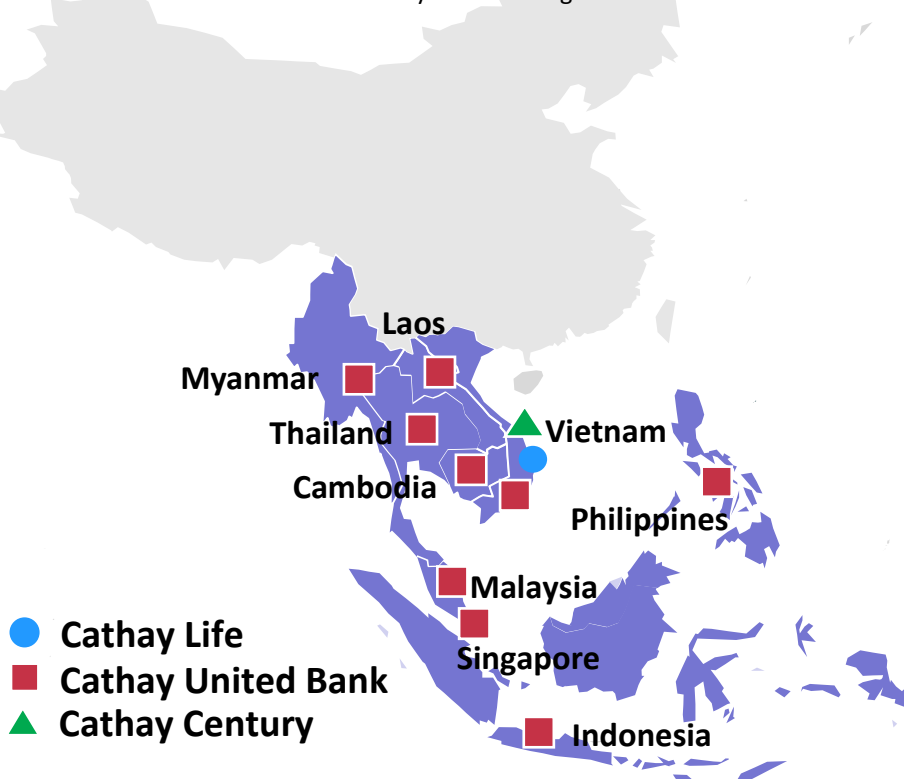 Laos
Myanmar
Thailand
Vietnam
Cambodia
Philippines
Malaysia
Cathay Life
Singapore
Cathay United Bank
Cathay Century
Indonesia